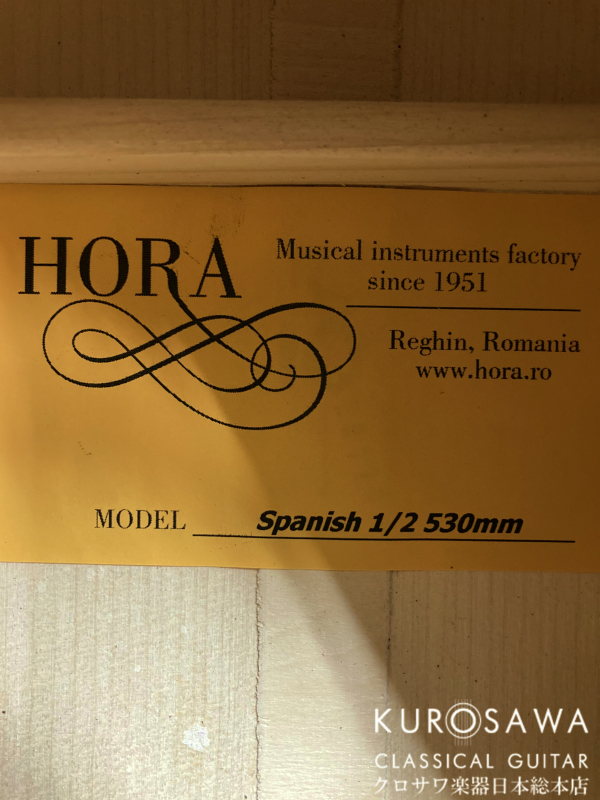 HORA
Musical instruments factory
since 1951
Reghin, Romania
www.hora.ro
MODEL Spanish 1/2 530mm
KUROSAWA
CLASSICAL GUITAR
クロサワ楽器日本総本店